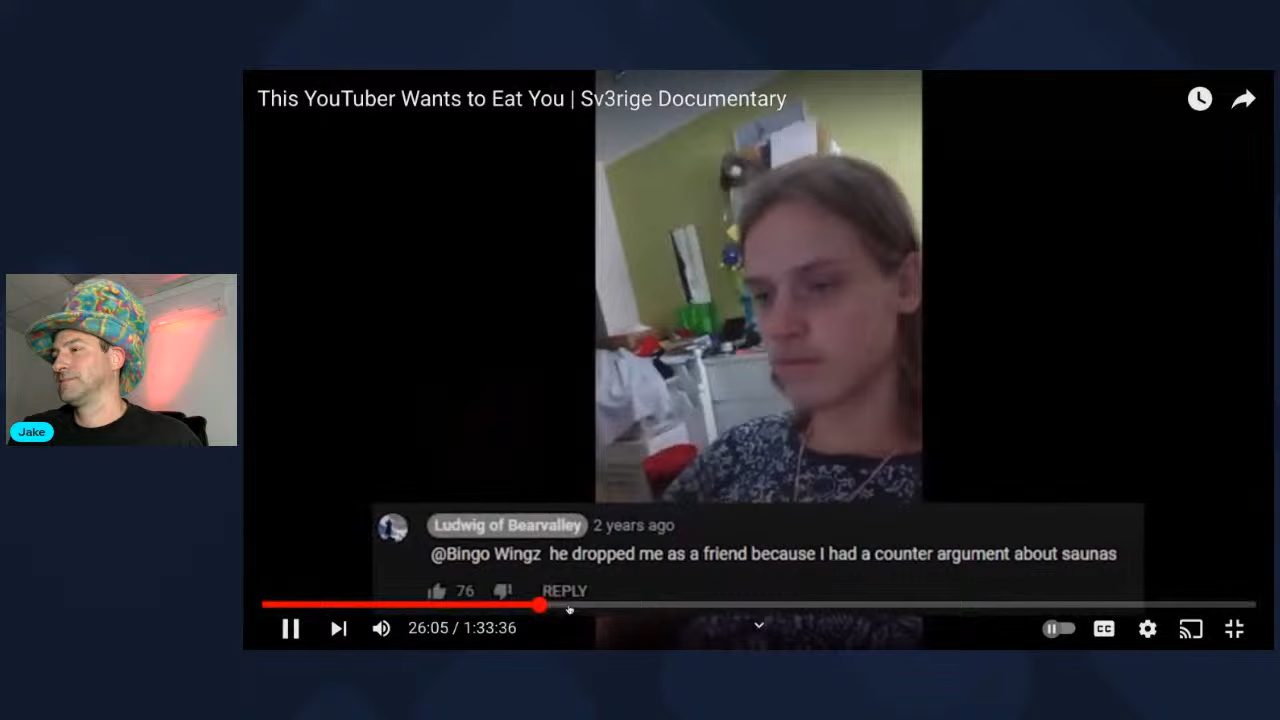 This YouTuber Wants to Eat You | Sv3rige Documentary
Jake
Ludwig of Bearvalley 2 years ago
@Bingo Wingz he dropped me as a friend because I had a counter argument about saunas
76 REPLY
26:05 / 1:33:36
CC